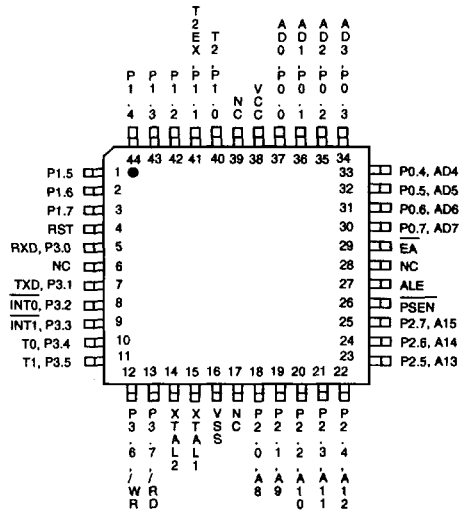 P1.4
P1.3
P1.2
T2EX,P1.1
T2,P1.0
NC
VCC
AD0,P0.0
AD1,P0.1
AD2,P0.2
AD3,P0.3
44 43 42 41 40 39 38 37 36 35 34
P1.5 1
P1.6 2
P1.7 3
RST 4
RXD, P3.0 5
NC 6
TXD, P3.1 7
INT0, P3.2 8
INT1, P3.3 9
T0, P3.4 10
T1, P3.5 11
33 P0.4, AD4
32 P0.5, AD5
31 P0.6, AD6
30 P0.7, AD7
29 EA
28 NC
27 ALE
26 PSEN
25 P2.7, A15
24 P2.6, A14
23 P2.5, A13
12 13 14 15 16 17 18 19 20 21 22
P3.6,/WR
P3.7,/RD
XTAL2
XTAL1
VSS
NC
P2.0,A8
P2.1,A9
P2.2,A10
P2.3,A11
P2.4,A12